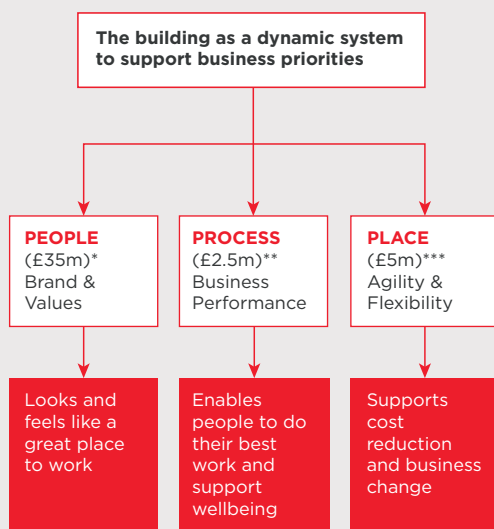 The building as a dynamic system
to support business priorities
PEOPLE
(£35m)*
Brand &
Values
PROCESS
(£2.5m)**
Business
Performance
PLACE
(£5m)***
Agility &
Flexibility
Looks and
feels like a
great place
to work
Enables
people to do
their best
work and
support
wellbeing
Supports
cost
reduction
and business
change